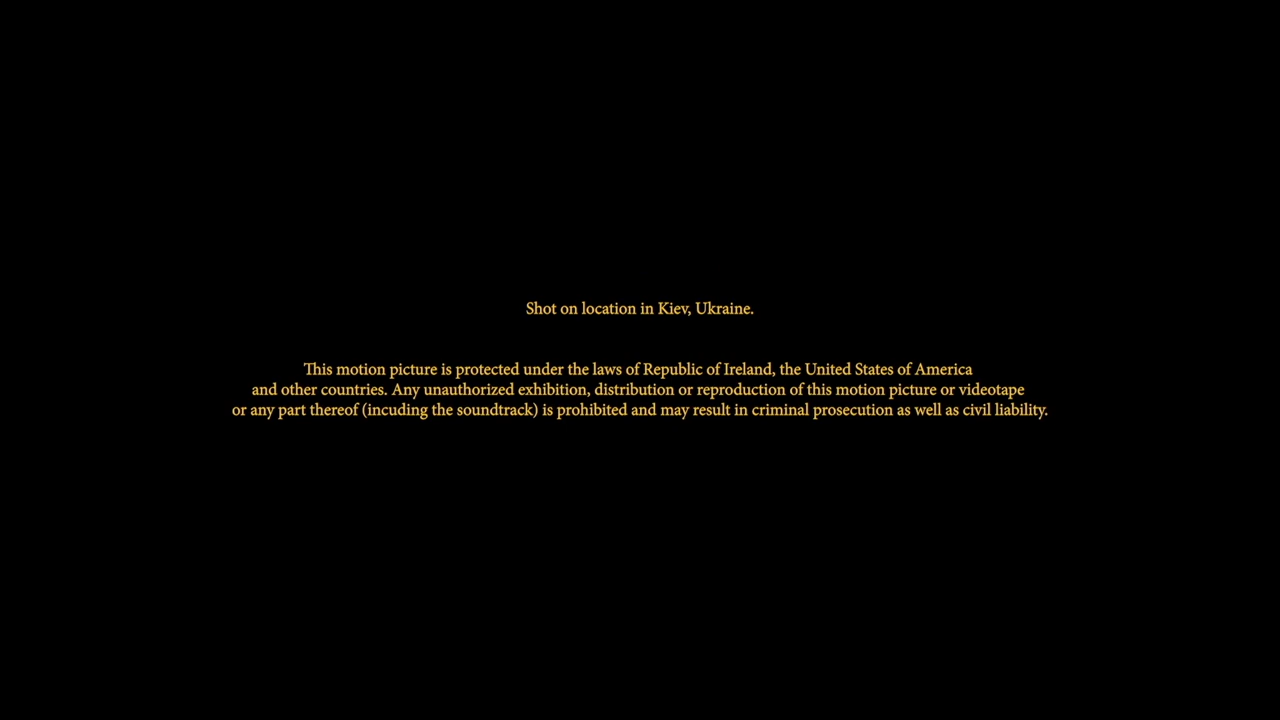 Shot on location in Kiev, Ukraine.
This motion picture is protected under the laws of Republic of Ireland, the United States of America
and other countries. Any unauthorized exhibition, distribution or reproduction of this motion picture or videotape
or any part thereof (incuding the soundtrack) is prohibited and may result in criminal prosecution as well as civil liability.